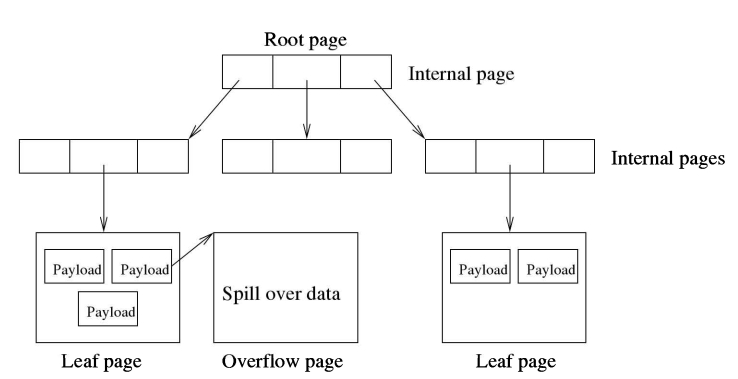 Root page
Internal page
Internal pages
Payload Payload
Payload
Spill over data
Payload Payload
Leaf page
Overflow page
Leaf page